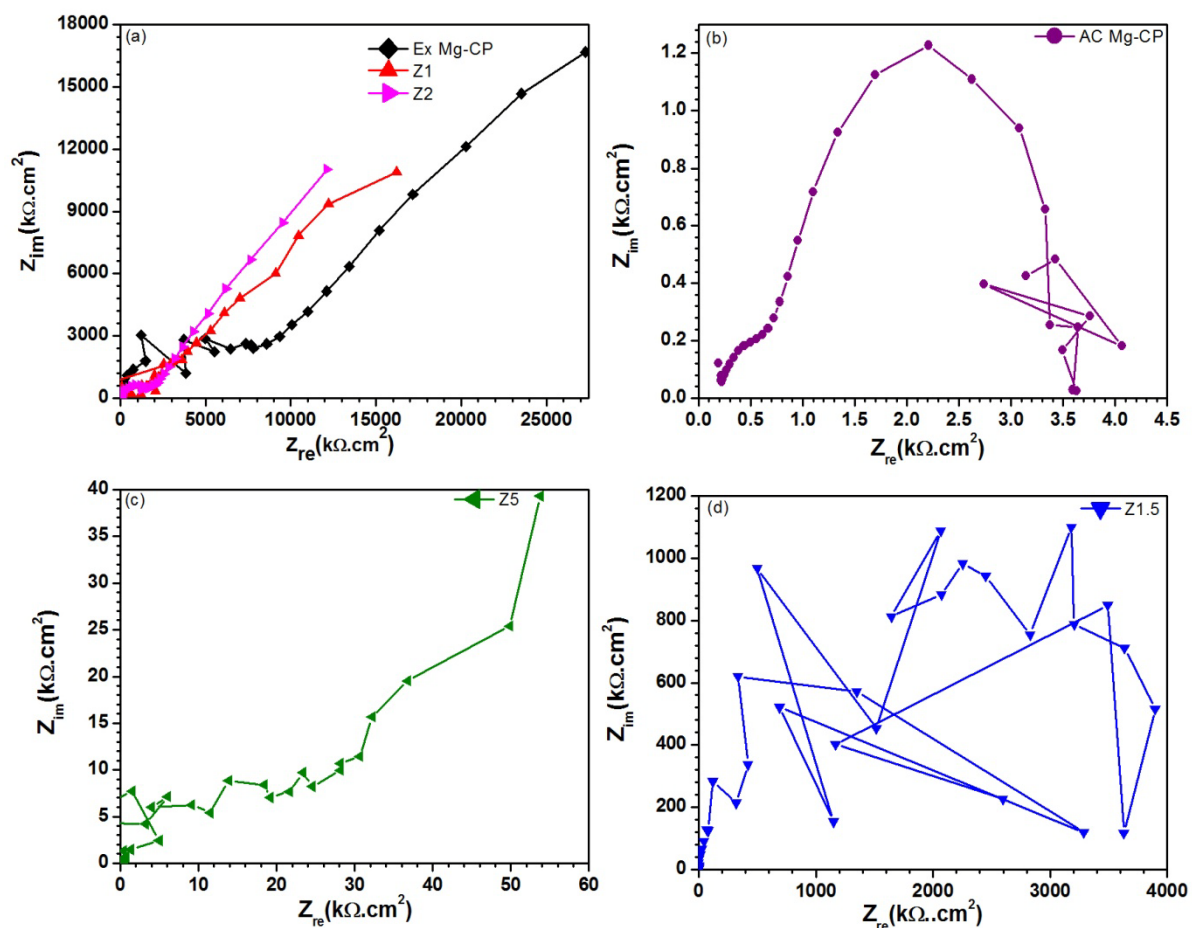 (a)
Ex Mg-CP
Z1
Z2
18000
15000
12000
9000
6000
3000
0
Zim(kΩ.cm²)
0 5000 10000 15000 20000 25000
Zre(kΩ.cm²)
(b)
AC Mg-CP
1.2
1.0
0.8
0.6
0.4
0.2
0.0
Zim(kΩ.cm²)
0.0 0.5 1.0 1.5 2.0 2.5 3.0 3.5 4.0 4.5
Zre(kΩ.cm²)
(c)
Z5
40
35
30
25
20
15
10
5
0
Zim(kΩ.cm²)
0 10 20 30 40 50 60
Zre(kΩ.cm²)
(d)
Z1.5
1200
1000
800
600
400
200
0
Zim(kΩ.cm²)
0 1000 2000 3000 4000
Zre(kΩ..cm²)